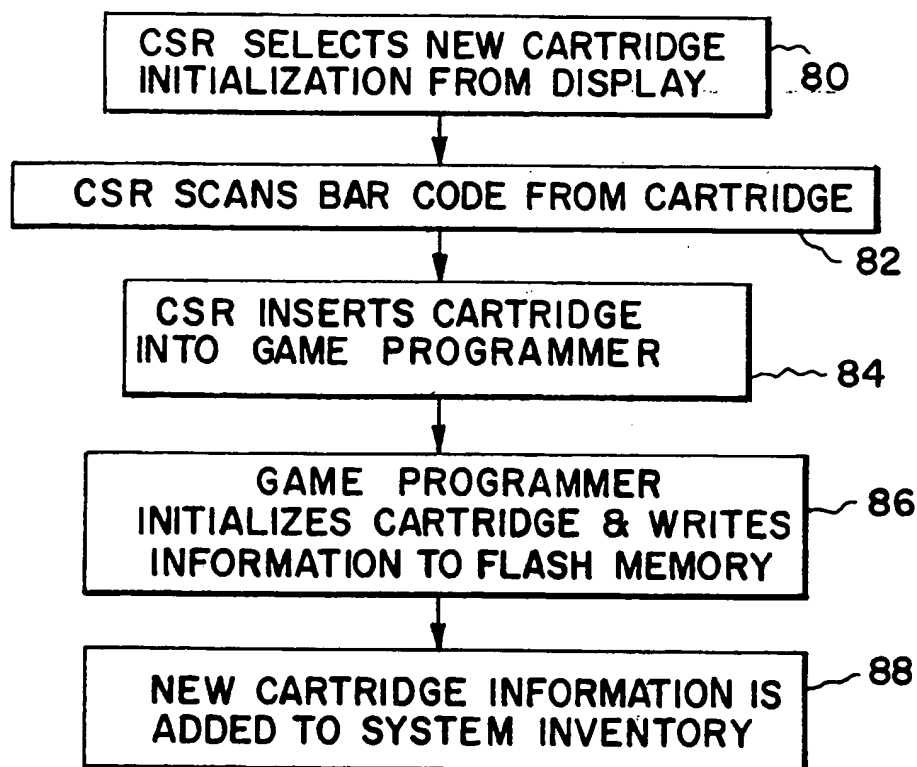 CSR SELECTS NEW CARTRIDGE
INITIALIZATION FROM DISPLAY
80
CSR SCANS BAR CODE FROM CARTRIDGE
82
CSR INSERTS CARTRIDGE
INTO GAME PROGRAMMER
84
GAME PROGRAMMER
INITIALIZES CARTRIDGE & WRITES
INFORMATION TO FLASH MEMORY
86
NEW CARTRIDGE INFORMATION IS
ADDED TO SYSTEM INVENTORY
88